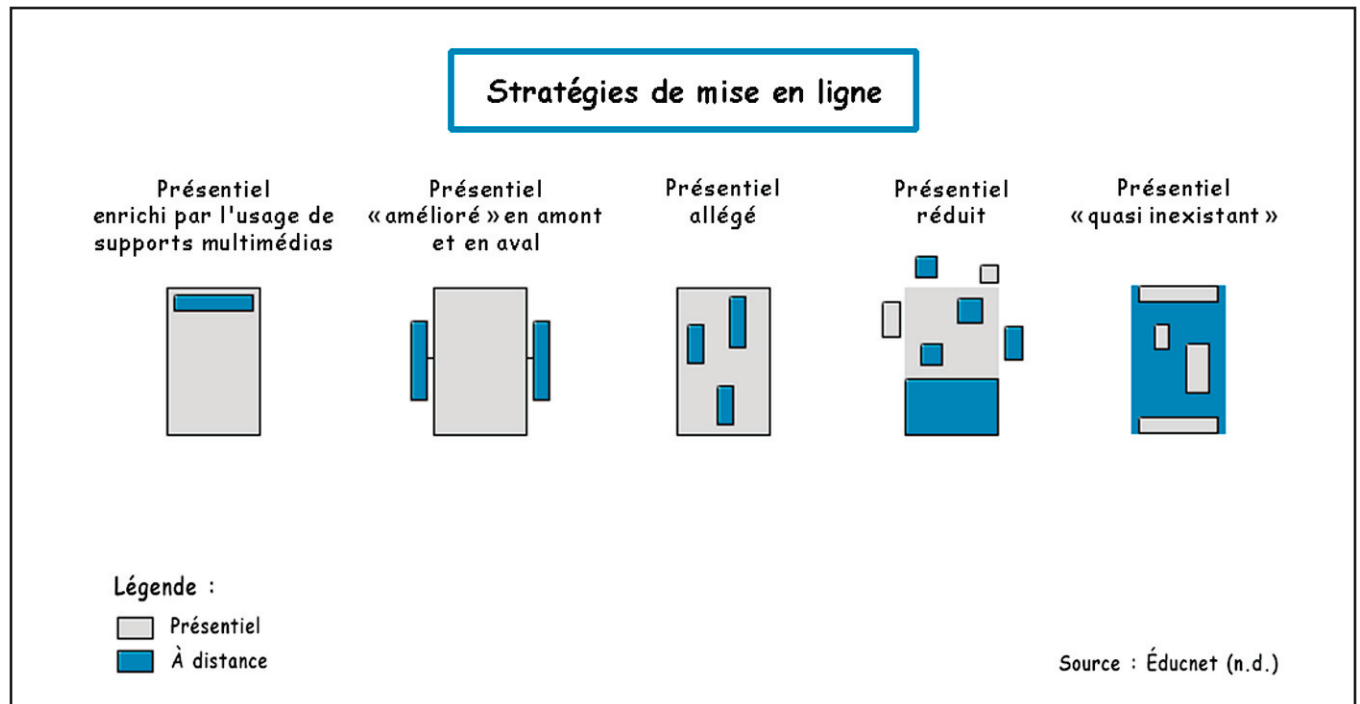 Stratégies de mise en ligne
Présentiel
enrichi par l'usage de
supports multimédias
Présentiel
«amélioré» en amont
et en aval
Présentiel
allégé
Présentiel
réduit
Présentiel
«quasi inexistant»
Légende :
Présentiel
À distance
Source : Éducnet (n.d.)